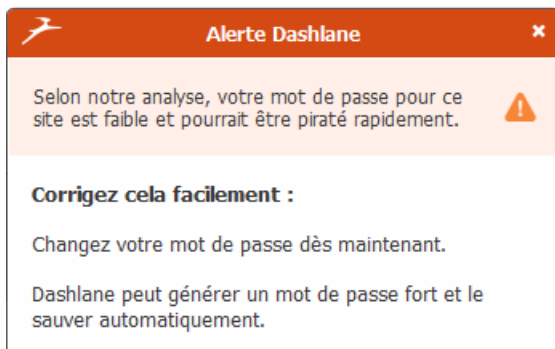 Alerte Dashlane
Selon notre analyse, votre mot de passe pour ce
site est faible et pourrait être piraté rapidement.
Corrigez cela facilement :
Changez votre mot de passe dès maintenant.
Dashlane peut générer un mot de passe fort et le
sauver automatiquement.